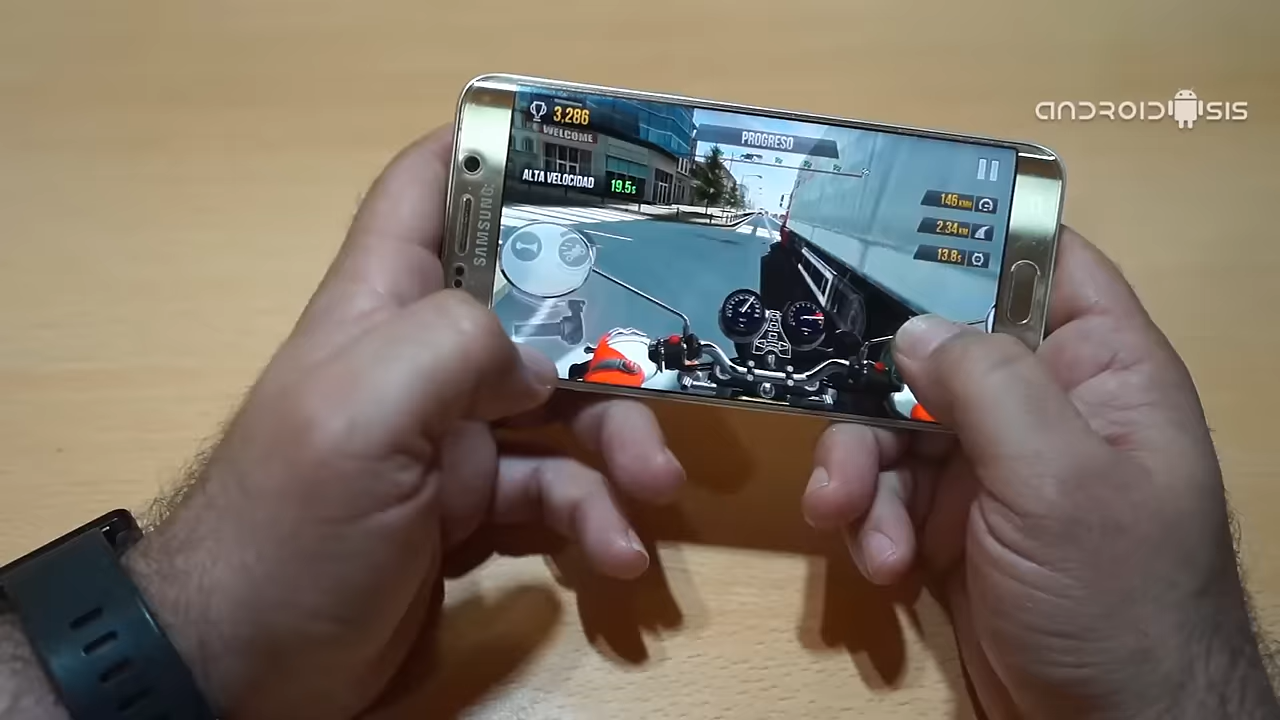 ANDROIDSIS
3,286
WELCOME
PROGRESO
ALTA VELOCIDAD 19.5s
146 KMH
2.34 KM
13.8s
SAMSUNG